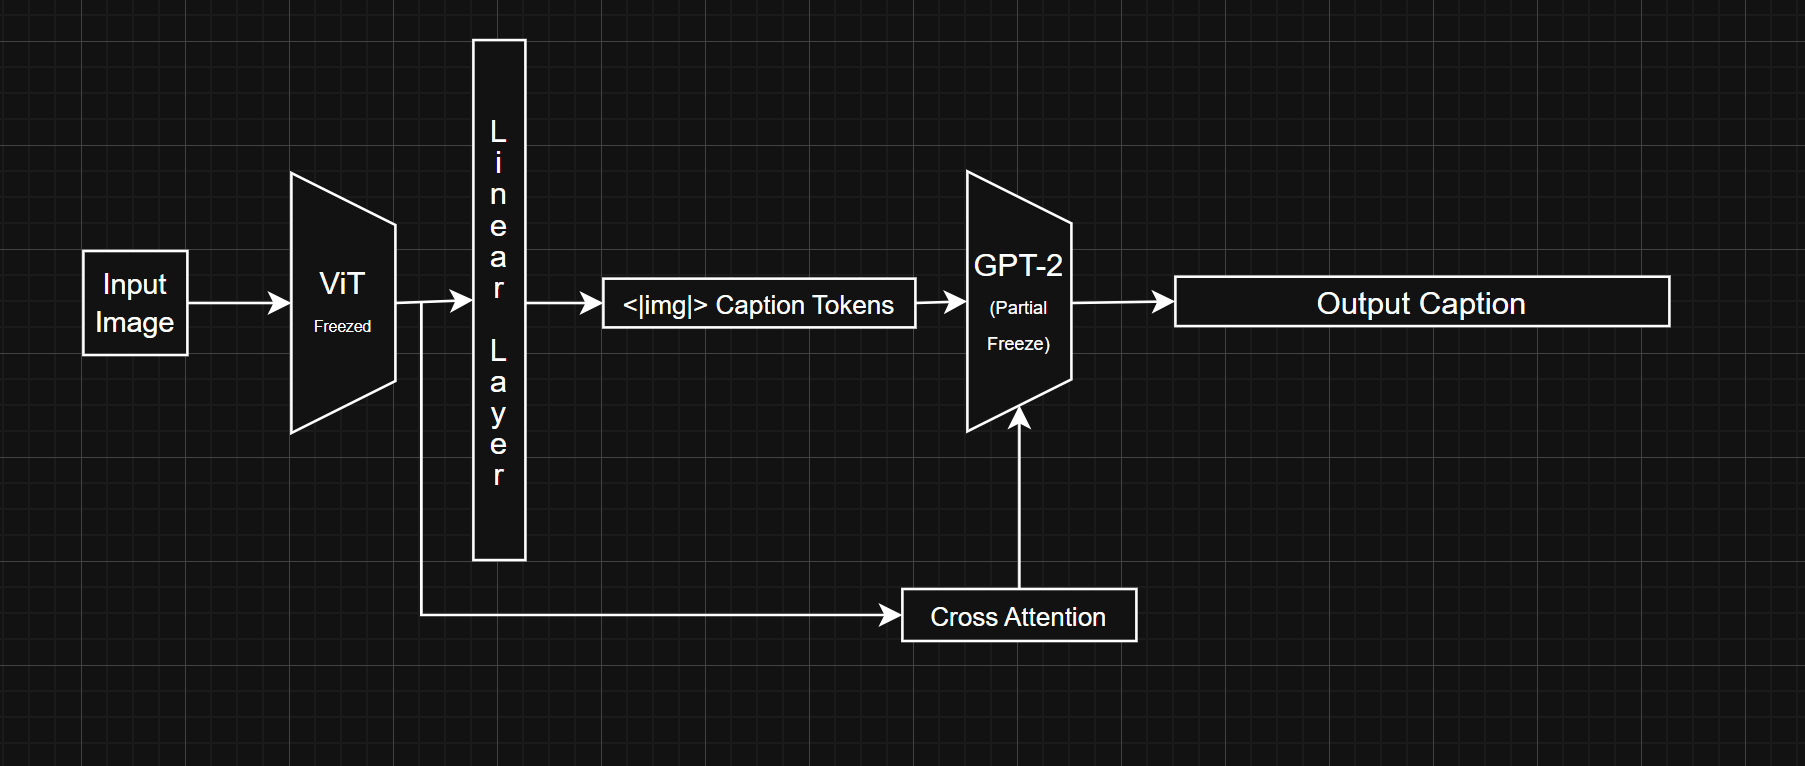 Input
Image
ViT
Freezed
Linear Layer
<|img|> Caption Tokens
GPT-2
(Partial
Freeze)
Output Caption
Cross Attention